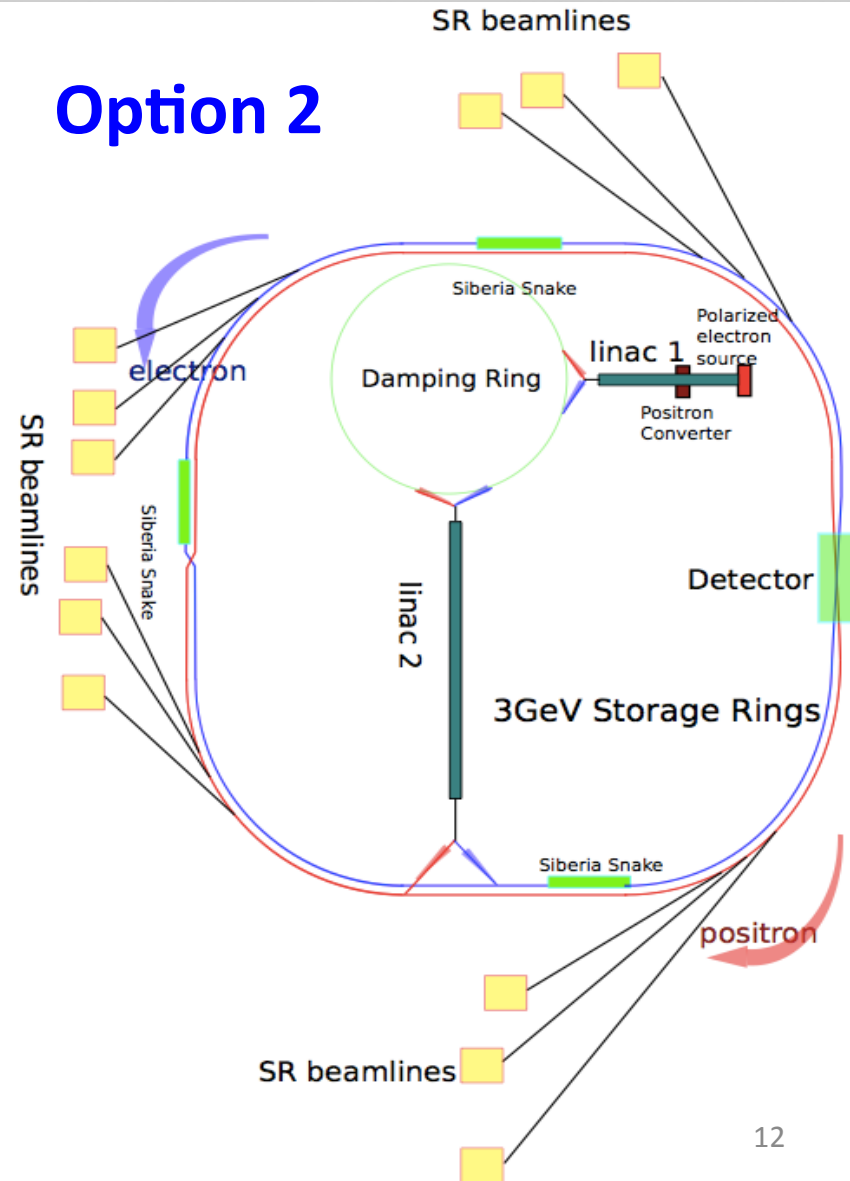 SR beamlines
Option 2
Siberia Snake
Polarized
electron
source
linac 1
electron
Damping Ring
Positron
Converter
SR beamlines
Siberia Snake
linac 2
Detector
3GeV Storage Rings
Siberia Snake
positron
SR beamlines
12